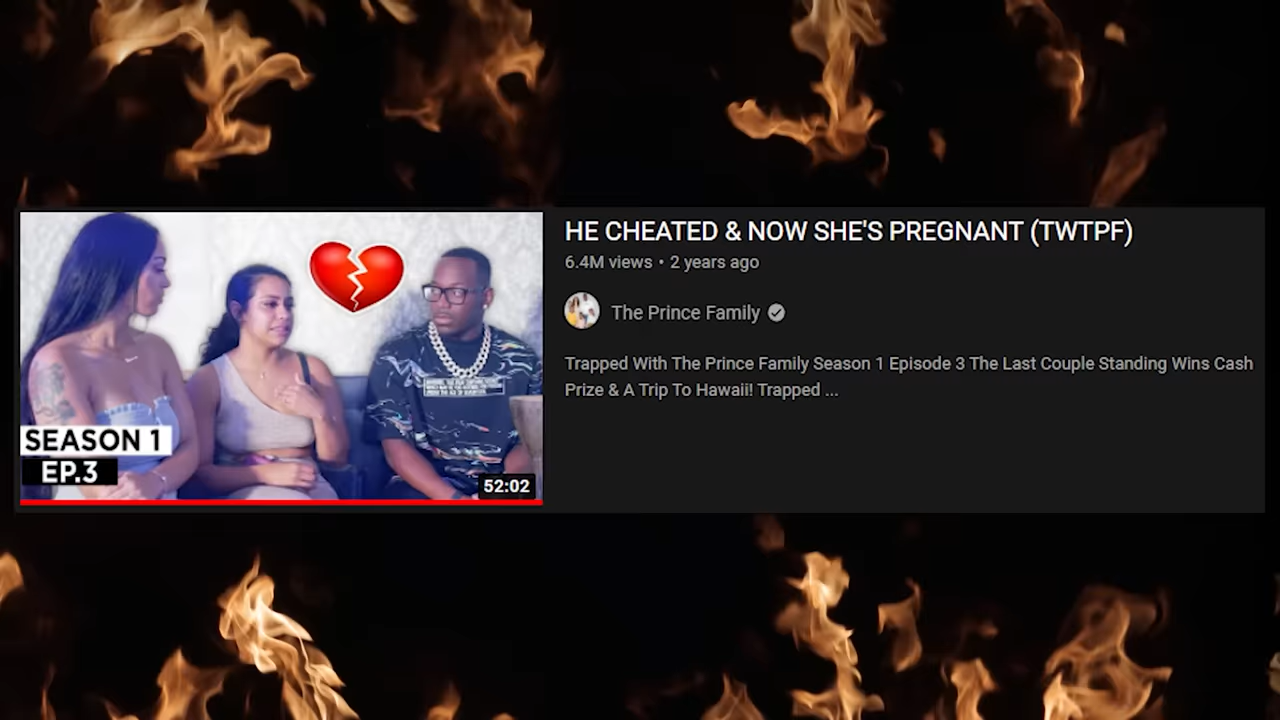 HE CHEATED & NOW SHE'S PREGNANT (TWTPF)
6.4M views • 2 years ago
The Prince Family
Trapped With The Prince Family Season 1 Episode 3 The Last Couple Standing Wins Cash
Prize & A Trip To Hawaii! Trapped ...
SEASON 1
EP.3
52:02